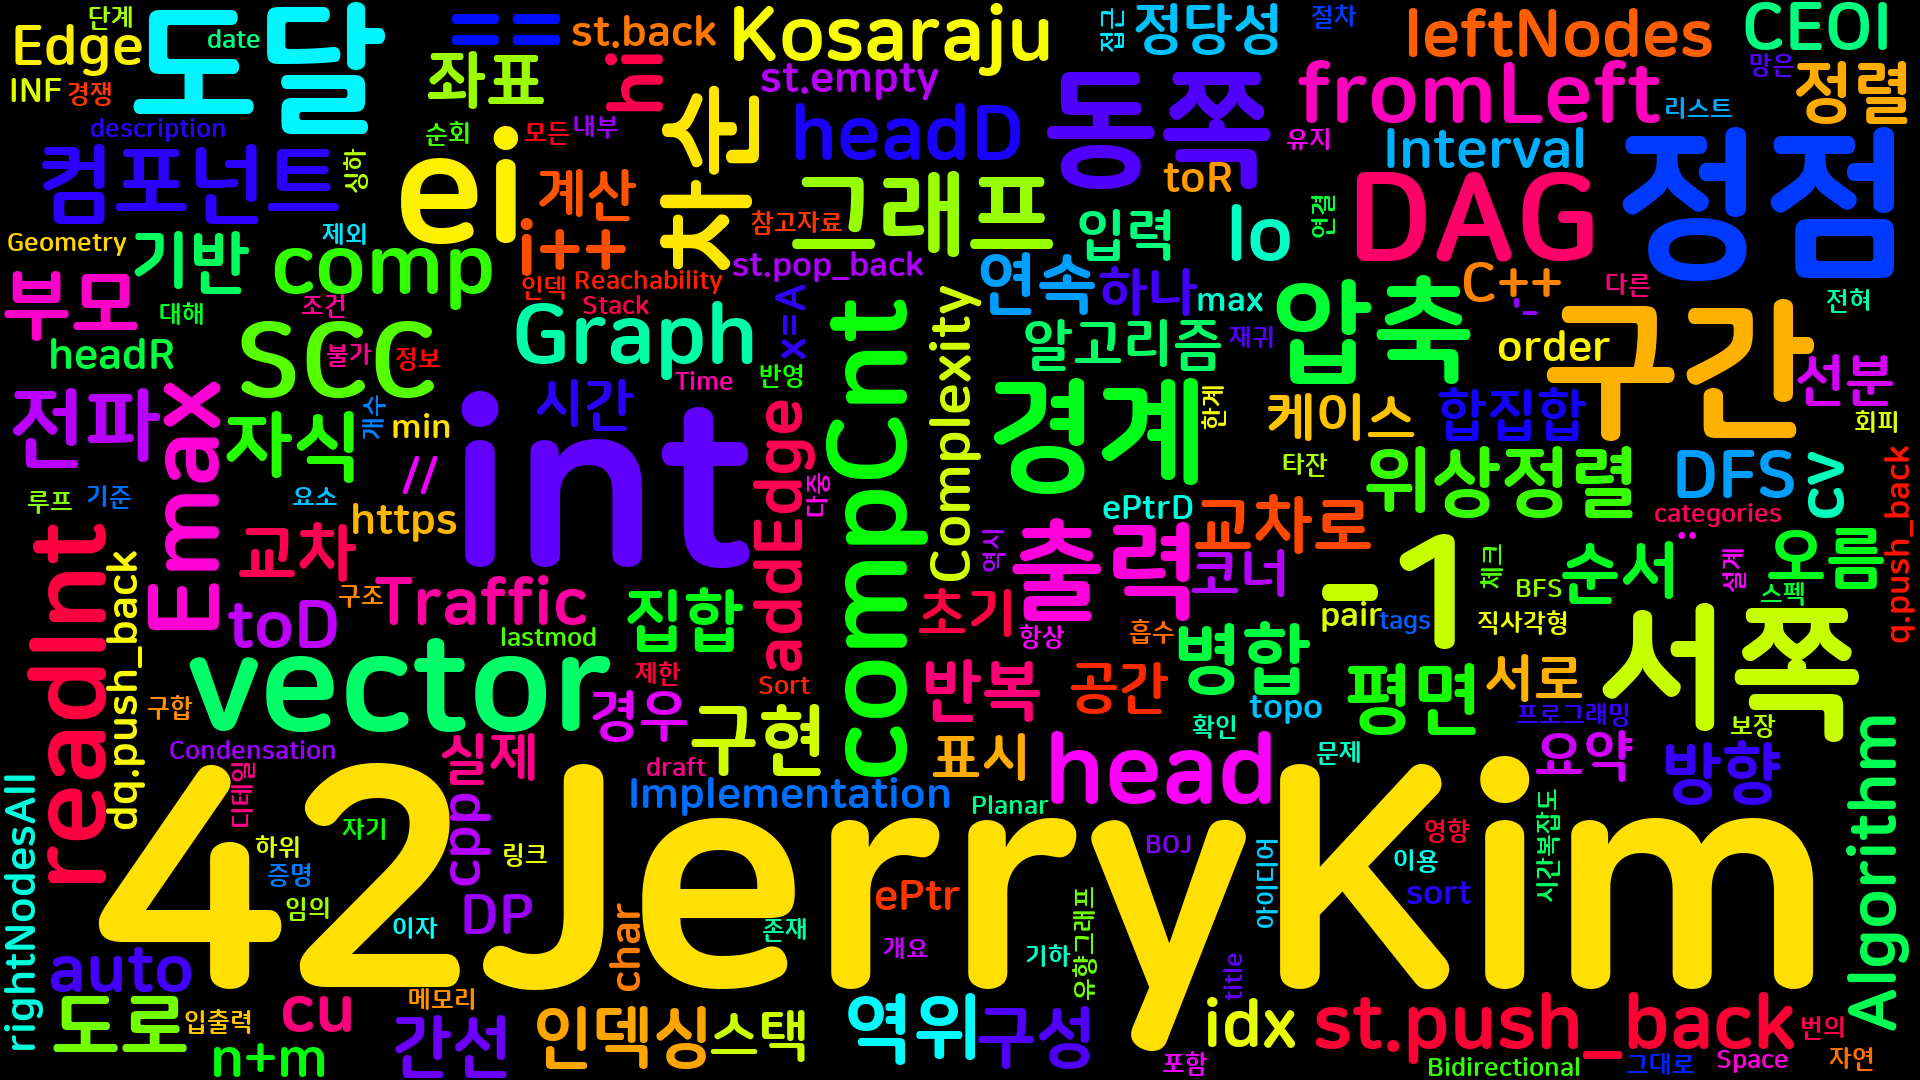 단계
Edge
date
도달
==
st.back
Kosaraju
접근
정당성
절차
leftNodes
CEOI
INF
경쟁
좌표
hi
st.empty
망은
정렬
description
순회
모든
내부
차수
headD
동쪽
fromLeft
리스트
유지
Interval
정점
컴포넌트
상하
ei
계산
그래프
toR
DAG
Geometry
기반
제외
comp
i++
참고자료
입력
lo
연결
부모
대해
조건
인덱
Reachability
Stack
st.pop_back
연속
하나
max
압축
C++
다른
전혀
headR
SCC
불가
정보
Graph
x=A
Complexity
알고리즘
재귀
order
구간
선분
전파
Emax
자식
개수
min
시간
Time
반영
compCnt
경계
한계
케이스
합집합
회피
루프
기준
요소
//
int
addEdge
다중
타잔
위상정렬
DFS
cv
q.push_back
readInt
dq.push_back
교차
https
ePtrD
교차로
categories
역시
출력
코너
-1
체크
순서
설계
오름
toD
구조
Traffic
집합
초기
BFS
스펙
lastmod
항상
흡수
pair
tags
직사각형
서쪽
구합
vector
제한
경우
Sort
반복
공간
병합
topo
평면
서로
프로그래밍
보장
Condensation
실제
구현
표시
확인
문제
요약
방향
Algorithm
디테일
draft
Implementation
Planar
head
rightNodesAll
42JerryKim
하위
증명
임의
자기
이자
cpp
링크
DP
char
ePtr
존재
개요
기하
유향그래프
BOJ
아이디어
영향
이용
sort
시간복잡도
title
auto
도로
입출력
n+m
cu
메모리
간선
인덱싱
스택
역위
구성
포함
idx
st.push_back
번의
Bidirectional
그대로
Space
자연